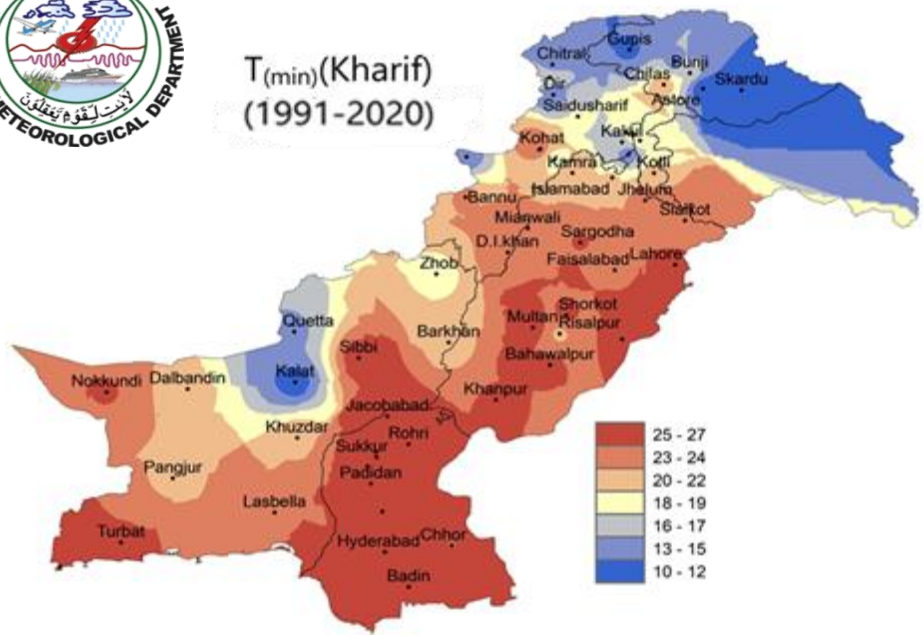 لَاٰيٰتٍ لِّقَوْمٍ يَّعْقِلُوْنَ
METEOROLOGICAL DEPARTMENT
T(min)(Kharif)
(1991-2020)
Gupis
Chitral
Bunji
Chilas
Skardu
Dir
Astore
Saidusharif
Kakul
Kohat
Kamra
Kotli
Islamabad
Jhelum
Bannu
Mianwali
Sialkot
Sargodha
D.I.khan
Faisalabad
Lahore
Zhob
Shorkot
Multan
Risalpur
Quetta
Barkhan
Sibbi
Bahawalpur
Kalat
Nokkundi
Dalbandin
Khanpur
Jacobabad
Khuzdar
Rohri
Sukkur
Padidan
Pangjur
Lasbella
Turbat
Hyderabad
Chhor
Badin
25 - 27
23 - 24
20 - 22
18 - 19
16 - 17
13 - 15
10 - 12